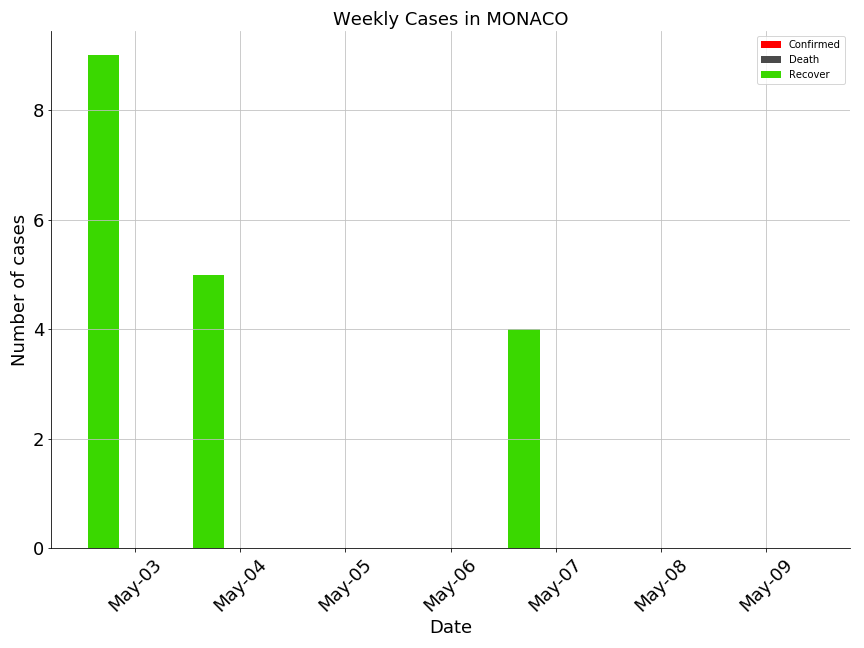 Weekly Cases in MONACO
Confirmed
Death
Recover
Number of cases
8
6
4
2
0
May-03
May-04
May-05
May-06
May-07
May-08
May-09
Date